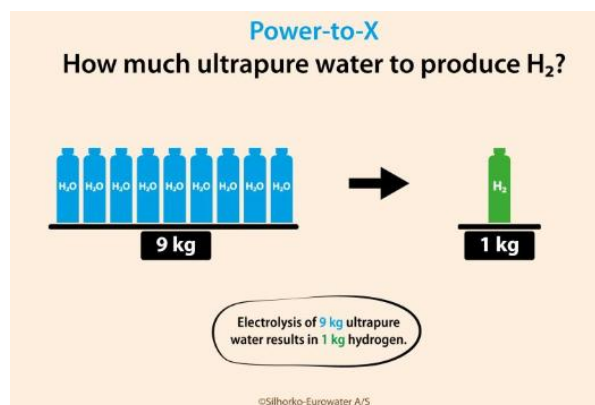 Power-to-X
How much ultrapure water to produce H₂?
H₂O H₂O H₂O H₂O H₂O H₂O H₂O H₂O H₂O
H₂
9 kg
1 kg
Electrolysis of 9 kg ultrapure
water results in 1 kg hydrogen.
©Silhorko-Eurowater A/S